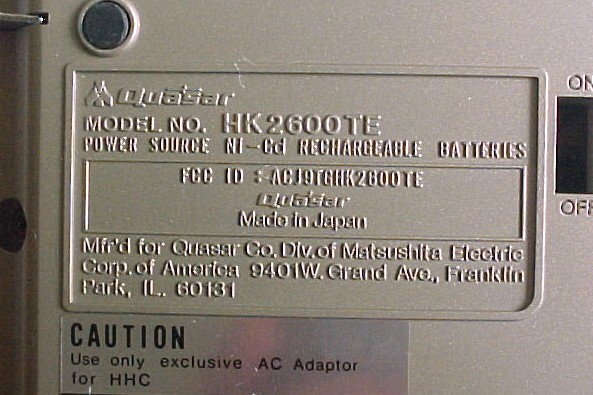 Quasar
MODEL NO. HK2600TE
POWER SOURCE NI-Cd RECHARGEABLE BATTERIES
FCC ID :-ACJ9TGHK2600TE
Quasar
Made in Japan
Mfr'd for Quasar Co. Div. of Matsushita Electric
Corp. of America 9401 W. Grand Ave., Franklin
Park, IL. 60131
ON
OFF
CAUTION
Use only exclusive AC Adaptor
for HHC